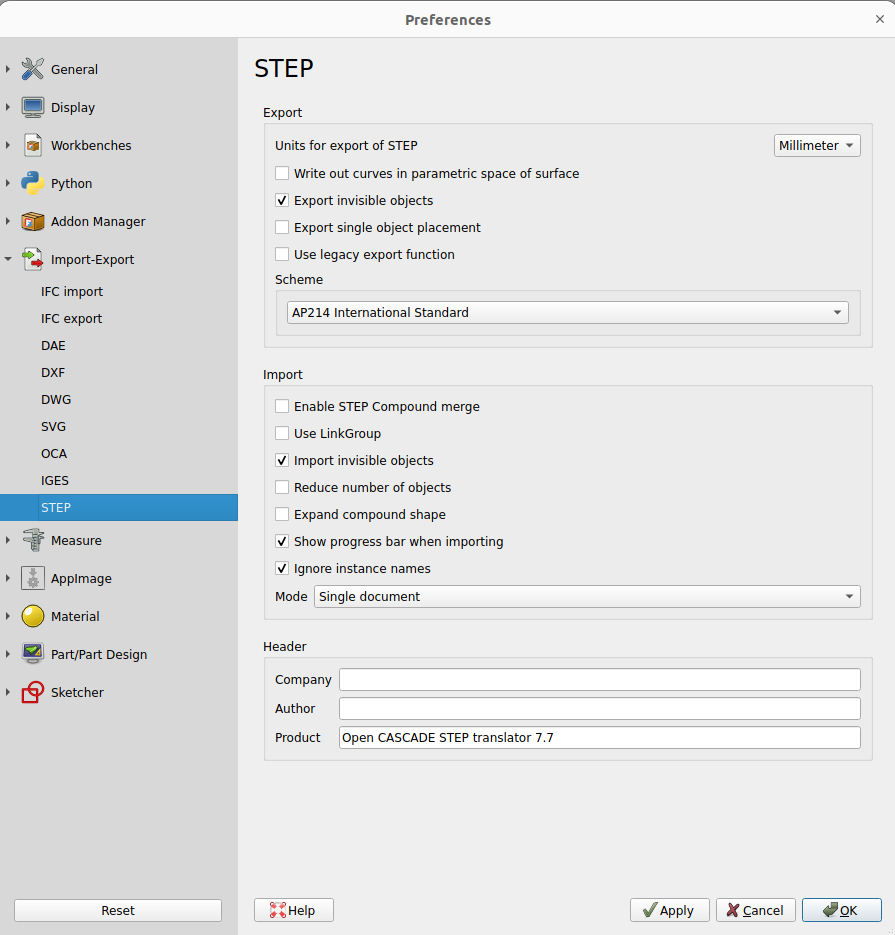 Preferences
General
Display
Workbenches
Python
Addon Manager
Import-Export
IFC import
IFC export
DAE
DXF
DWG
SVG
OCA
IGES
STEP
Measure
AppImage
Material
Part/Part Design
Sketcher
Reset
STEP
Export
Units for export of STEP Millimeter
Write out curves in parametric space of surface
Export invisible objects
Export single object placement
Use legacy export function
Scheme
AP214 International Standard
Import
Enable STEP Compound merge
Use LinkGroup
Import invisible objects
Reduce number of objects
Expand compound shape
Show progress bar when importing
Ignore instance names
Mode Single document
Header
Company
Author
Product Open CASCADE STEP translator 7.7
Help Apply Cancel OK